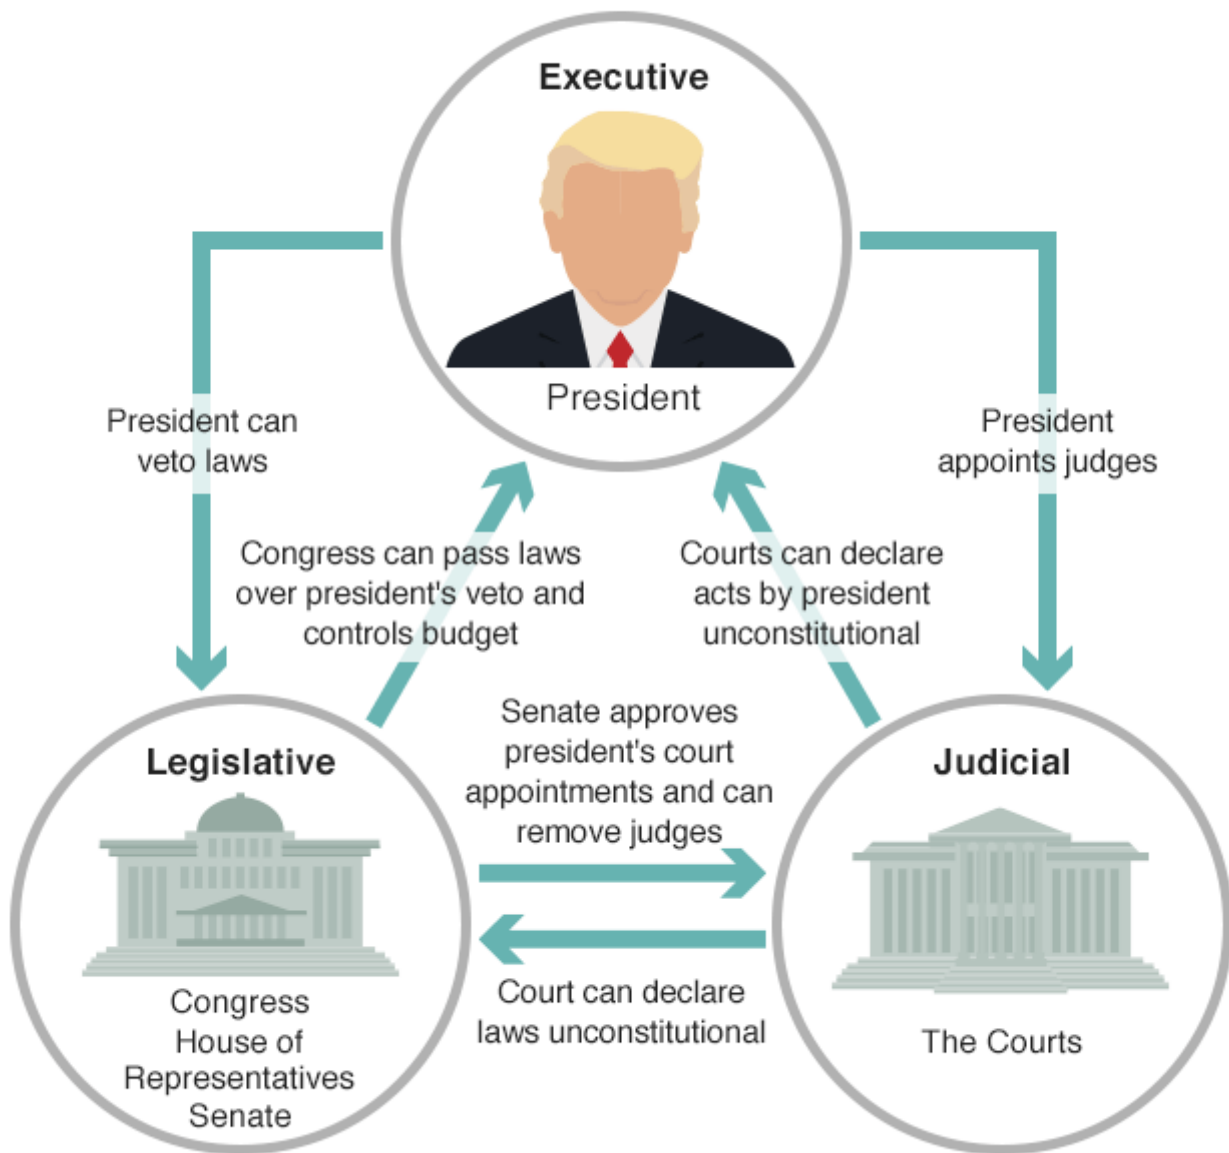 Executive
President
President can
veto laws
President
appoints judges
Congress can pass laws
over president's veto and
controls budget
Courts can declare
acts by president
unconstitutional
Senate approves
president's court
appointments and can
remove judges
Legislative
Congress
House of
Representatives
Senate
Judicial
The Courts
Court can declare
laws unconstitutional